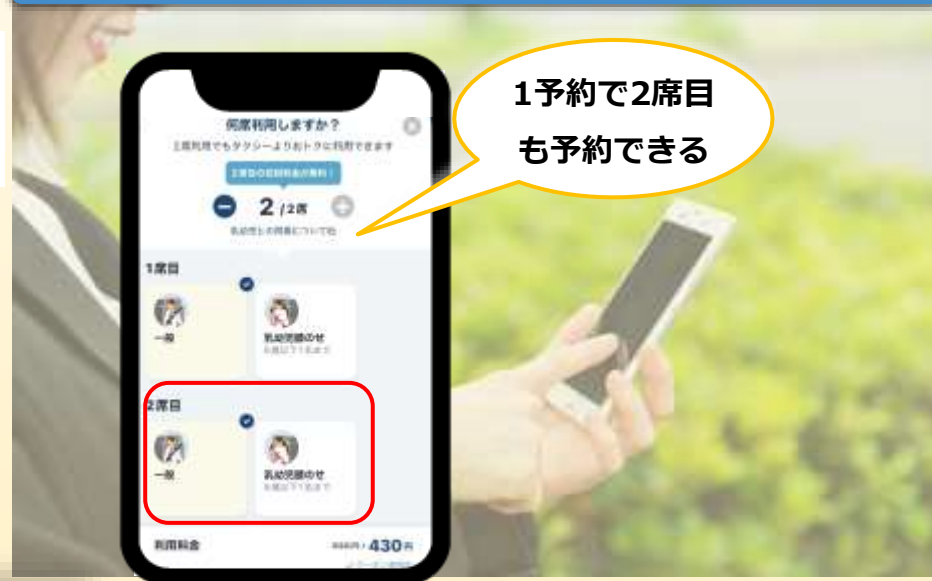 1予約で2席目
も予約できる
何席利用しますか？
2席利用でもタクシーよりおトクに利用できます
2席目の初回料金が無料！
2 /2席
1席目
一般
乳幼児膝のせ
2席目
一般
乳幼児膝のせ
利用料金
430円